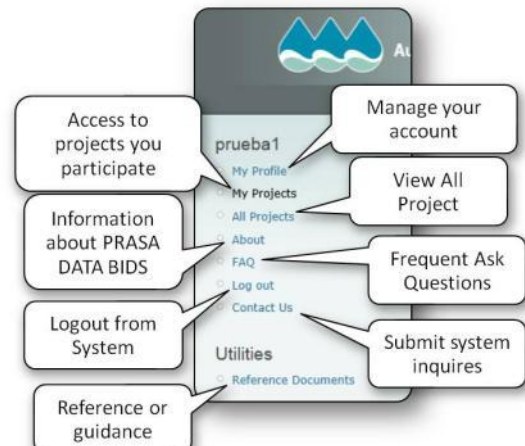 Au
Manage your
account
Access to
projects you
participate
prueba1
My Profile
My Projects
View All
Project
All Projects
Information
about PRASA
DATA BIDS
About
FAQ
Frequent Ask
Questions
Log out
Contact Us
Logout from
System
Submit system
inquires
Utilities
Reference Documents
Reference or
guidance